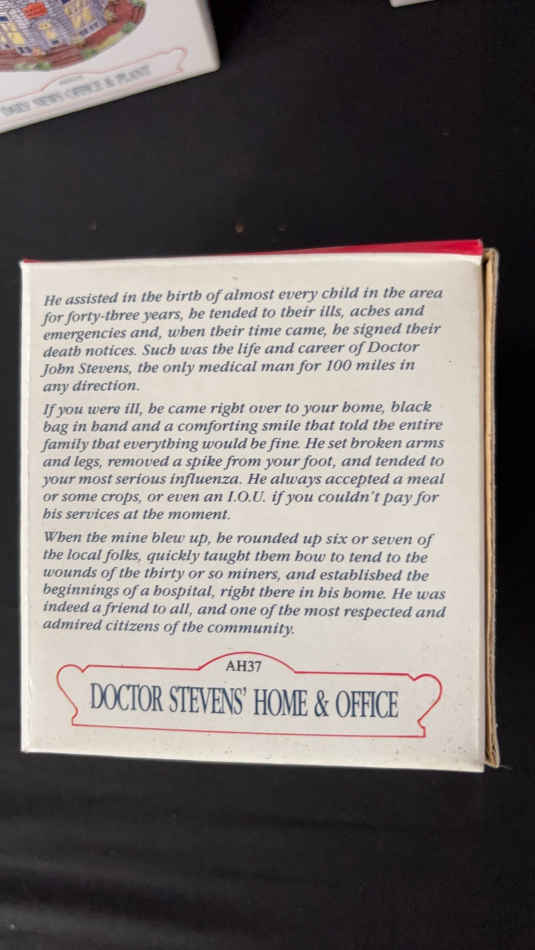 DAILY NEWS OFFICE & PLANT
He assisted in the birth of almost every child in the area
for forty-three years, he tended to their ills, aches and
emergencies and, when their time came, he signed their
death notices. Such was the life and career of Doctor
John Stevens, the only medical man for 100 miles in
any direction.
If you were ill, he came right over to your home, black
bag in hand and a comforting smile that told the entire
family that everything would be fine. He set broken arms
and legs, removed a spike from your foot, and tended to
your most serious influenza. He always accepted a meal
or some crops, or even an I.O.U. if you couldn't pay for
his services at the moment.
When the mine blew up, he rounded up six or seven of
the local folks, quickly taught them how to tend to the
wounds of the thirty or so miners, and established the
beginnings of a hospital, right there in his home. He was
indeed a friend to all, and one of the most respected and
admired citizens of the community.
AH37
DOCTOR STEVENS' HOME & OFFICE